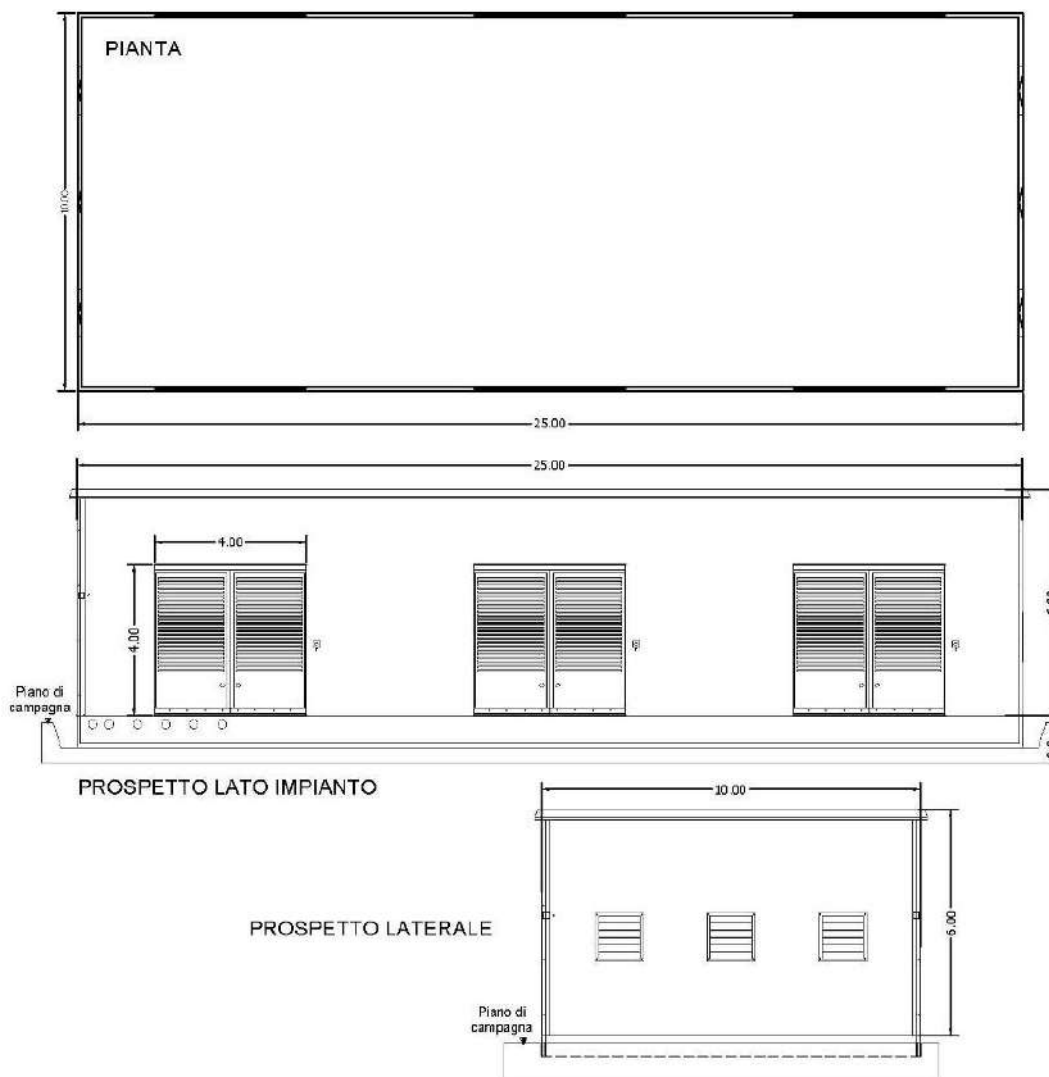 PIANTA
10.00
25.00
25.00
4.00
4.00
Piano di
campagna
PROSPETTO LATO IMPIANTO
10.00
PROSPETTO LATERALE
6.00
Piano di
campagna